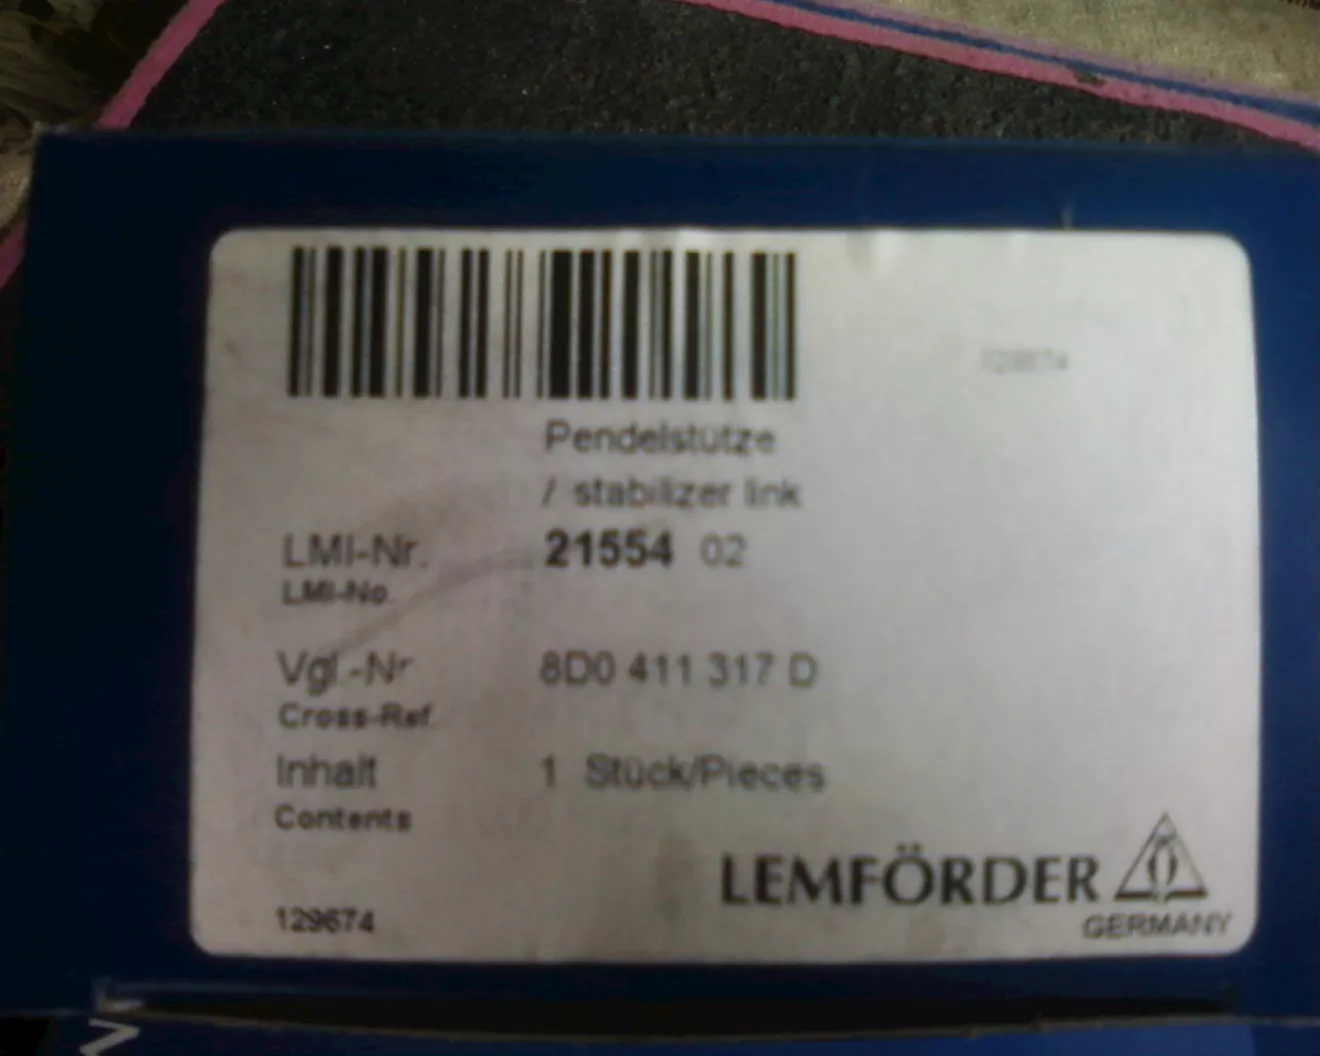 129674
Pendelstütze
/ stabilizer link
LMI-Nr. 21554 02
LMI-No.
Vgl.-Nr 8D0 411 317 D
Cross-Ref.
Inhalt 1 Stück/Pieces
Contents
LEMFÖRDER
GERMANY
129674